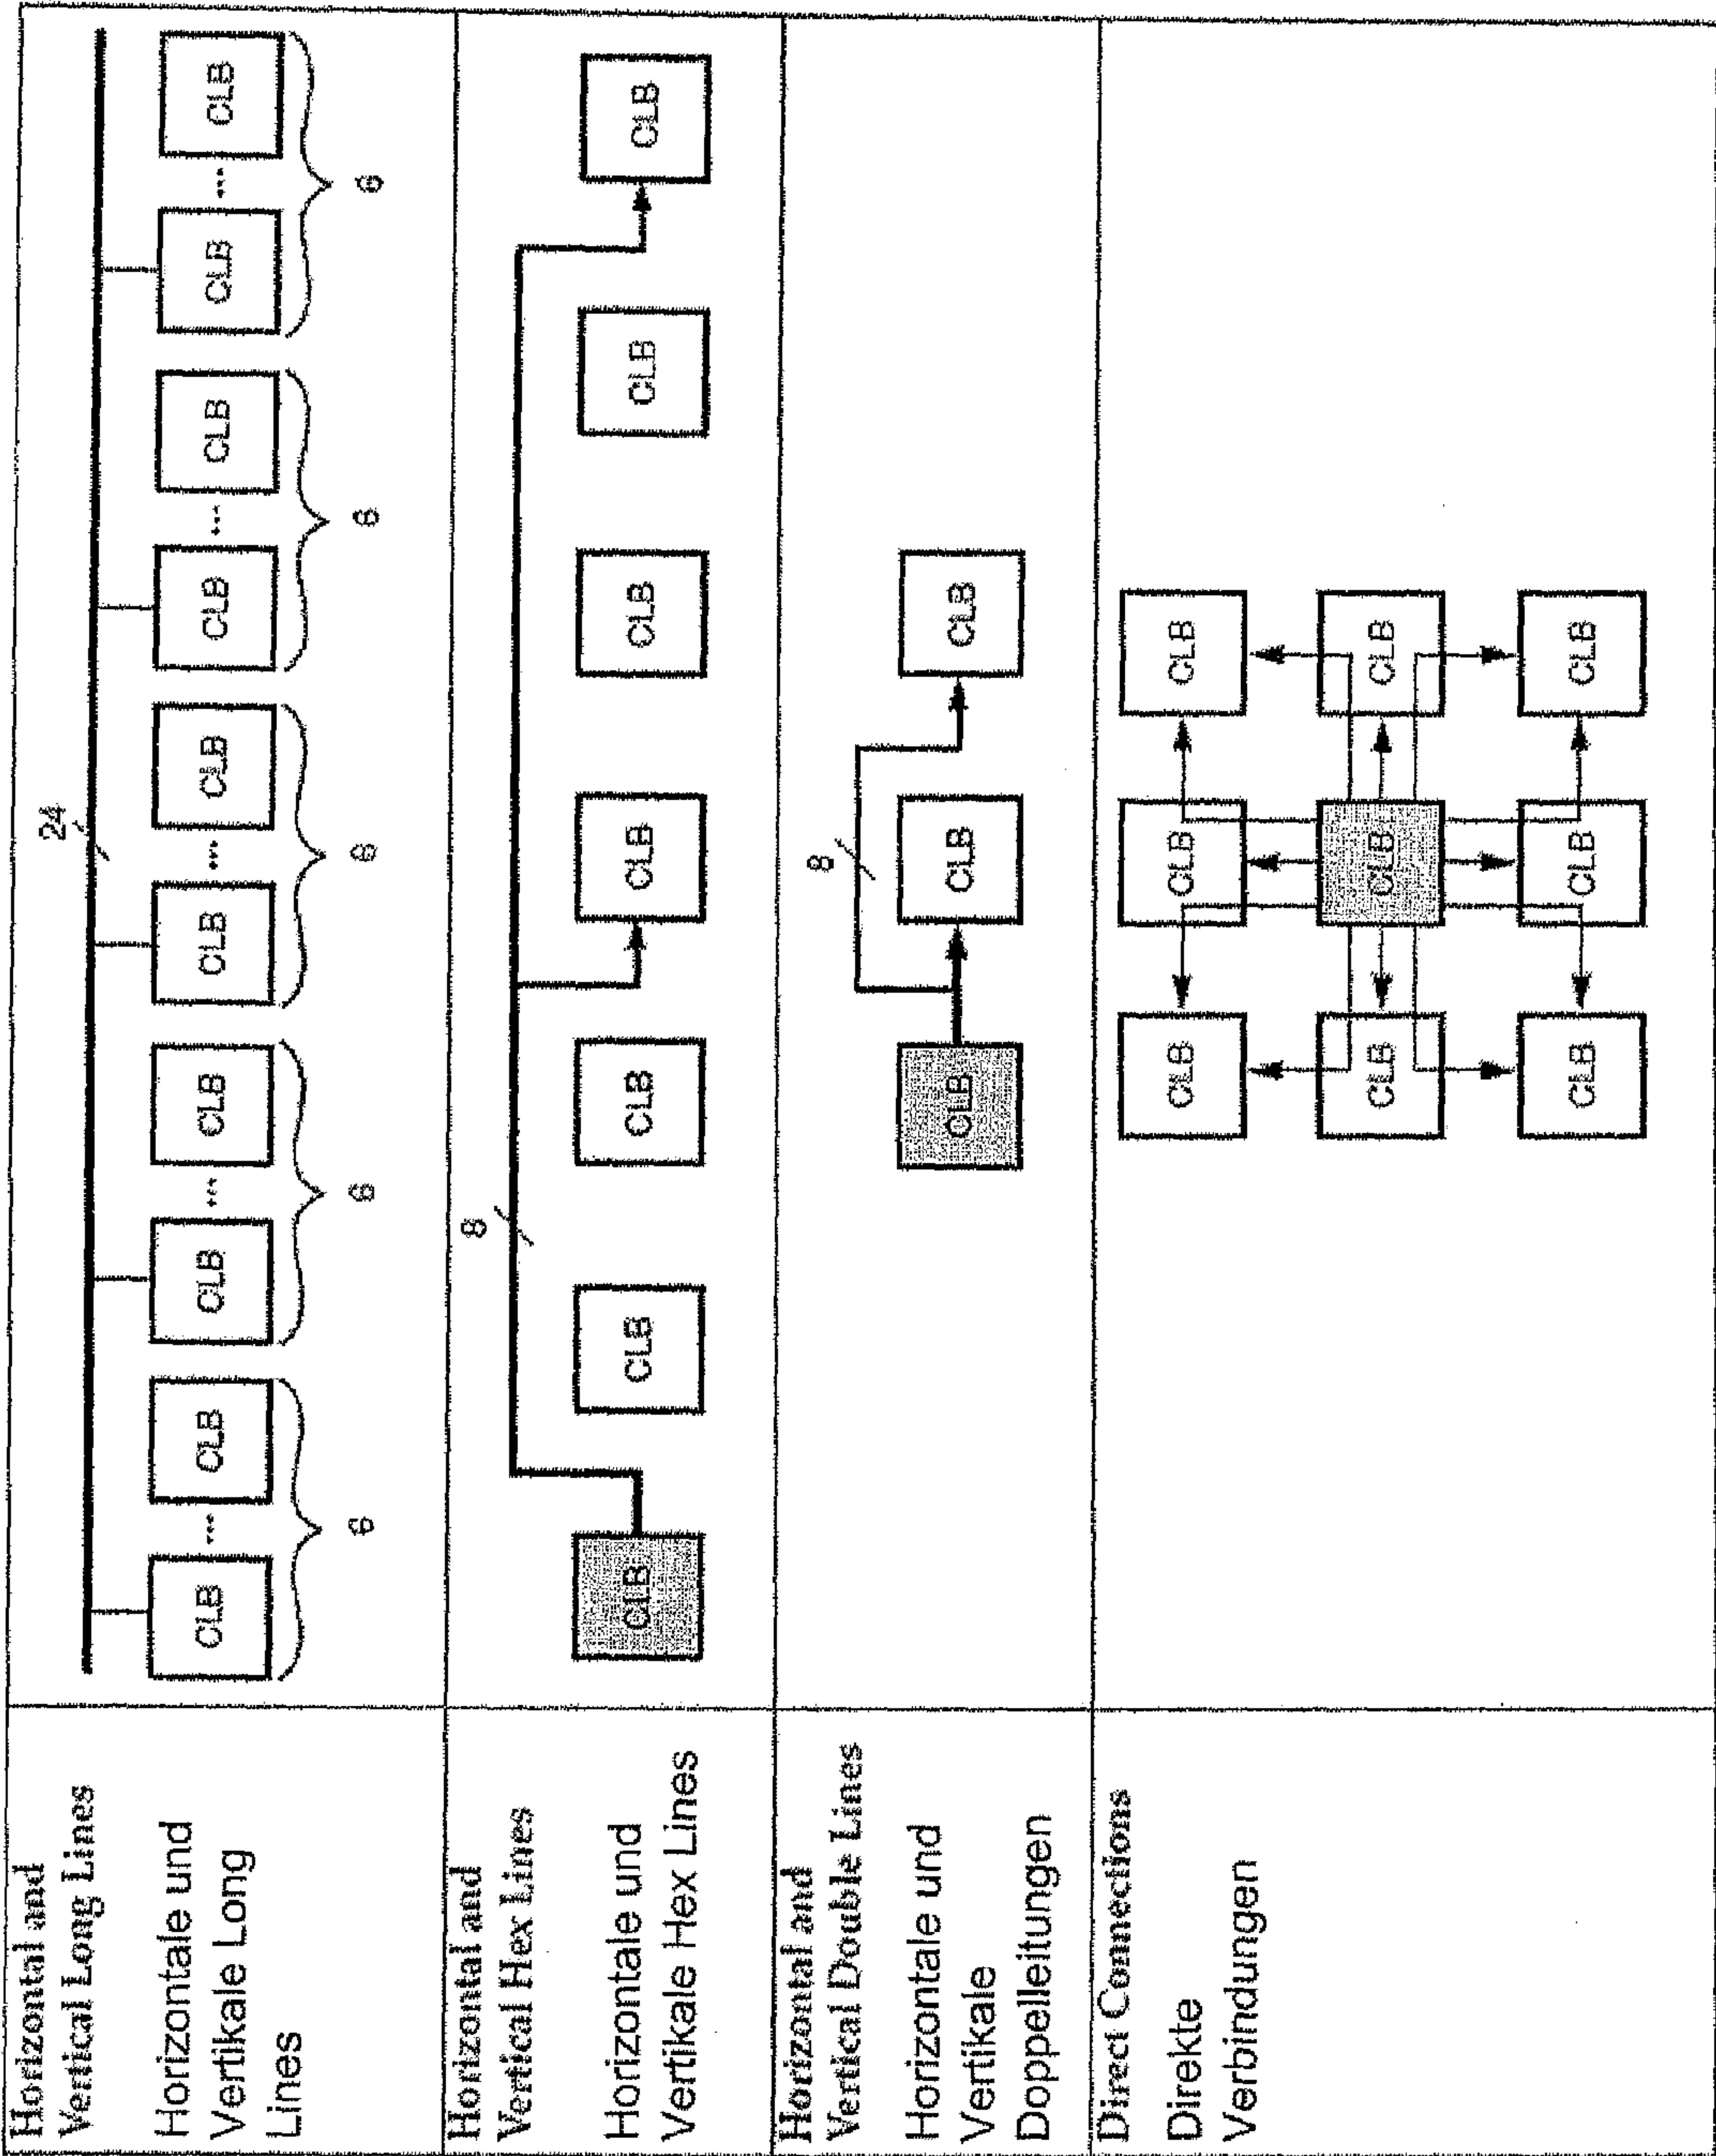 Horizontal and
Vertical Long Lines
Horizontale und
Vertikale Long
Lines
24
CLB ... CLB CLB ... CLB CLB ... CLB CLB ... CLB CLB ... CLB
6 6 6 6 6
Horizontal and
Vertical Hex Lines
Horizontale und
Vertikale Hex Lines
8
CLB CLB CLB CLB CLB CLB CLB
Horizontal and
Vertical Double Lines
Horizontale und
Vertikale
Doppelleitungen
8
CLB CLB CLB
Direct Connections
Direkte
Verbindungen
CLB CLB CLB
CLB CLB CLB
CLB CLB CLB